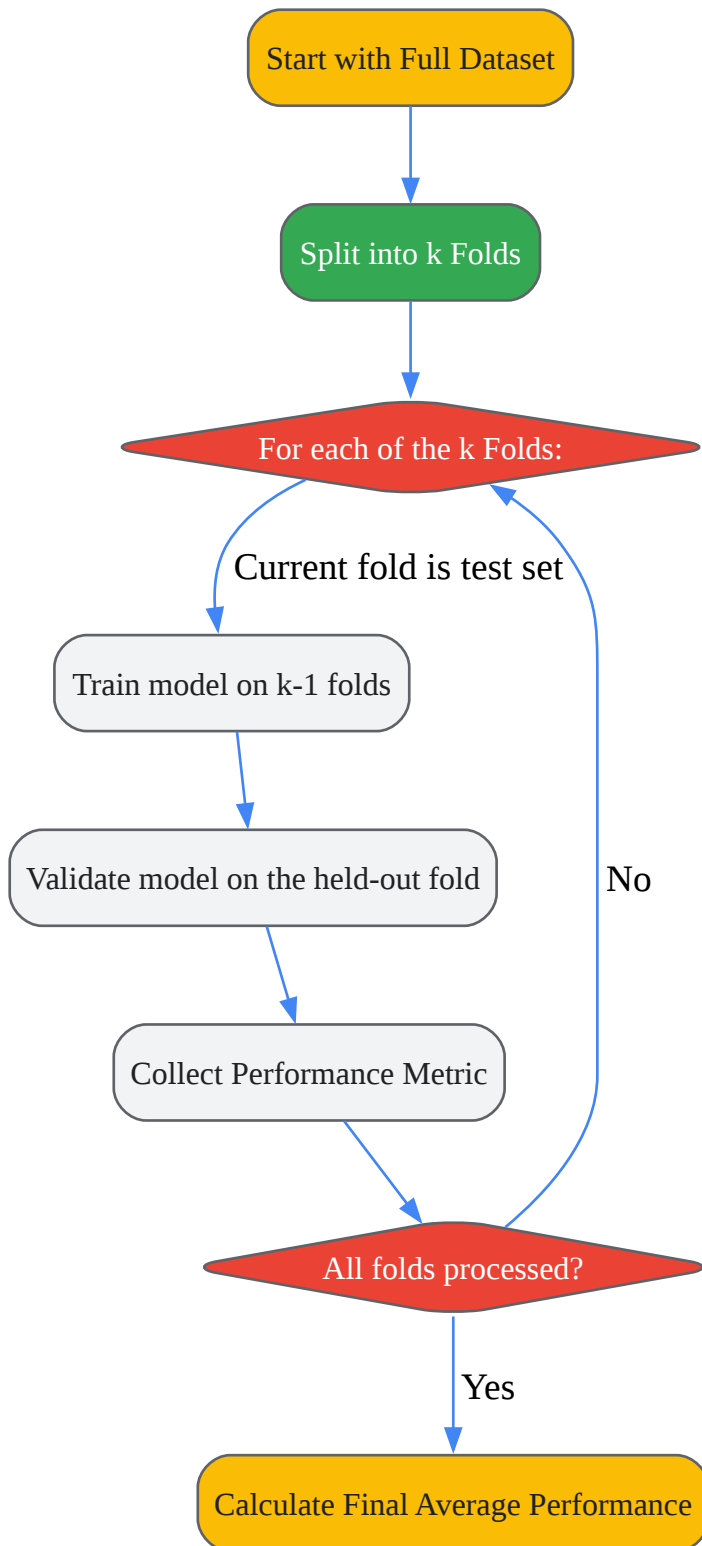 Start with Full Dataset
Split into k Folds
For each of the k Folds:
Current fold is test set
Train model on k-1 folds
Validate model on the held-out fold
No
Collect Performance Metric
All folds processed?
Yes
Calculate Final Average Performance